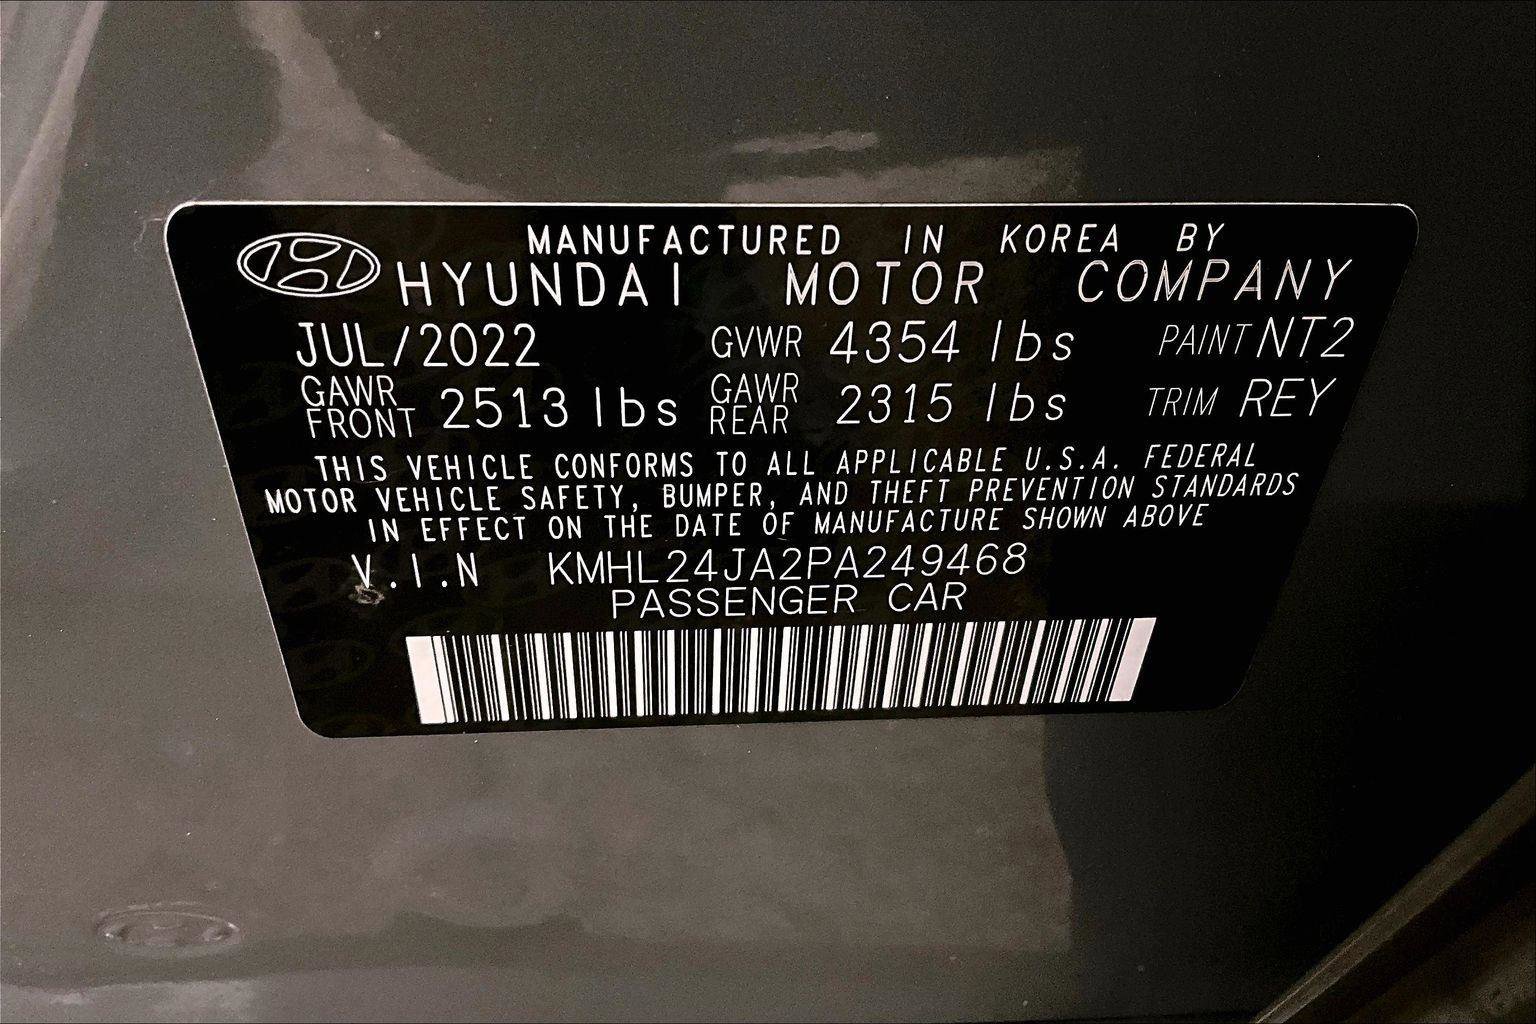 MANUFACTURED IN KOREA BY
HYUNDAI MOTOR COMPANY
JUL/2022 GVWR 4354 lbs PAINT NT2
GAWR FRONT 2513 lbs GAWR REAR 2315 lbs TRIM REY
THIS VEHICLE CONFORMS TO ALL APPLICABLE U.S.A. FEDERAL
MOTOR VEHICLE SAFETY, BUMPER, AND THEFT PREVENTION STANDARDS
IN EFFECT ON THE DATE OF MANUFACTURE SHOWN ABOVE
V.I.N KMHL24JA2PA249468
PASSENGER CAR